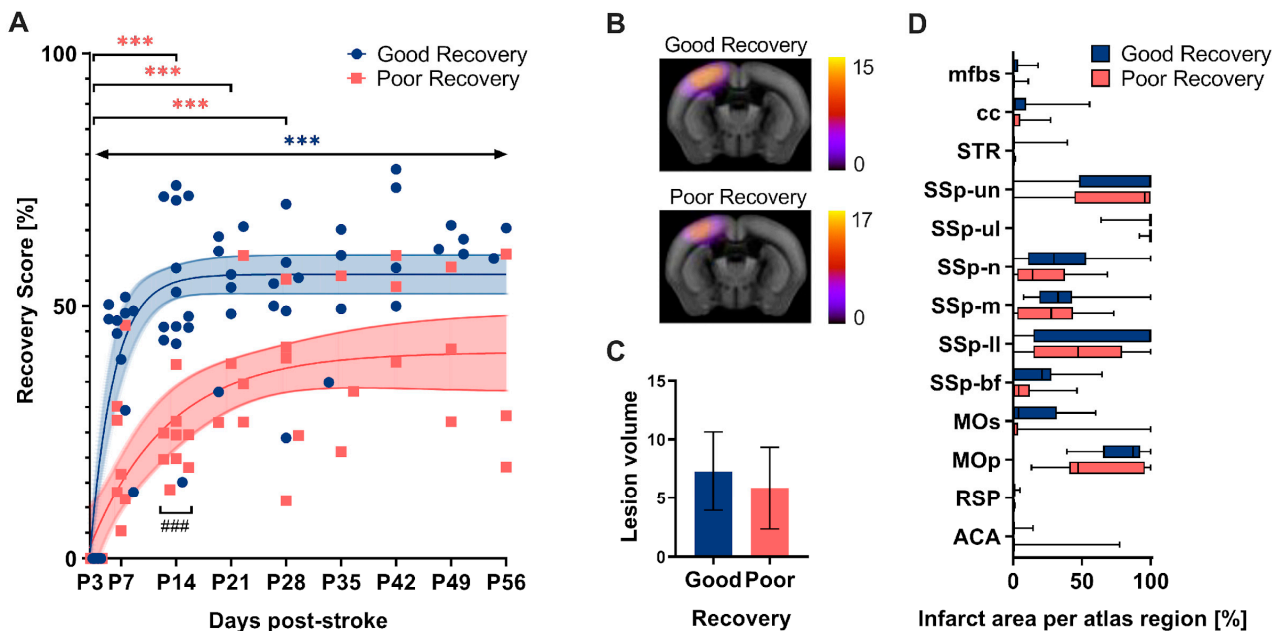 A
Good Recovery
Poor Recovery
***
***
***
***
###
100
50
0
Recovery Score [%]
P3 P7 P14 P21 P28 P35 P42 P49 P56
Days post-stroke
B
Good Recovery
15
0
Poor Recovery
17
0
C
Lesion volume
15
10
5
0
Good Poor
Recovery
D
Good Recovery
Poor Recovery
mfbs
cc
STR
SSp-un
SSp-ul
SSp-n
SSp-m
SSp-ll
SSp-bf
MOs
MOp
RSP
ACA
0 50 100
Infarct area per atlas region [%]